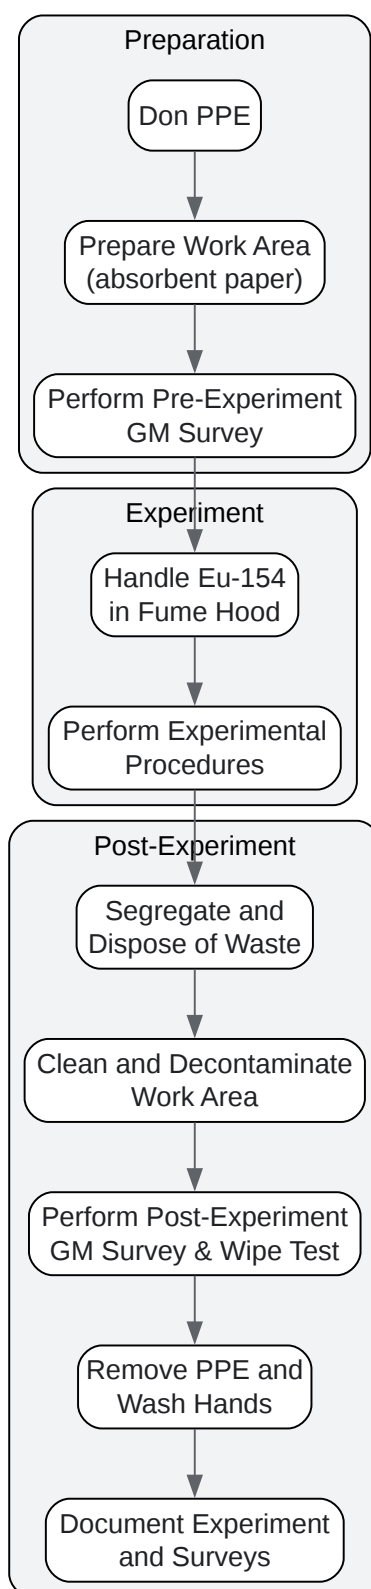 Preparation
Don PPE
Prepare Work Area
(absorbent paper)
Perform Pre-Experiment
GM Survey
Experiment
Handle Eu-154
in Fume Hood
Perform Experimental
Procedures
Post-Experiment
Segregate and
Dispose of Waste
Clean and Decontaminate
Work Area
Perform Post-Experiment
GM Survey & Wipe Test
Remove PPE and
Wash Hands
Document Experiment
and Surveys